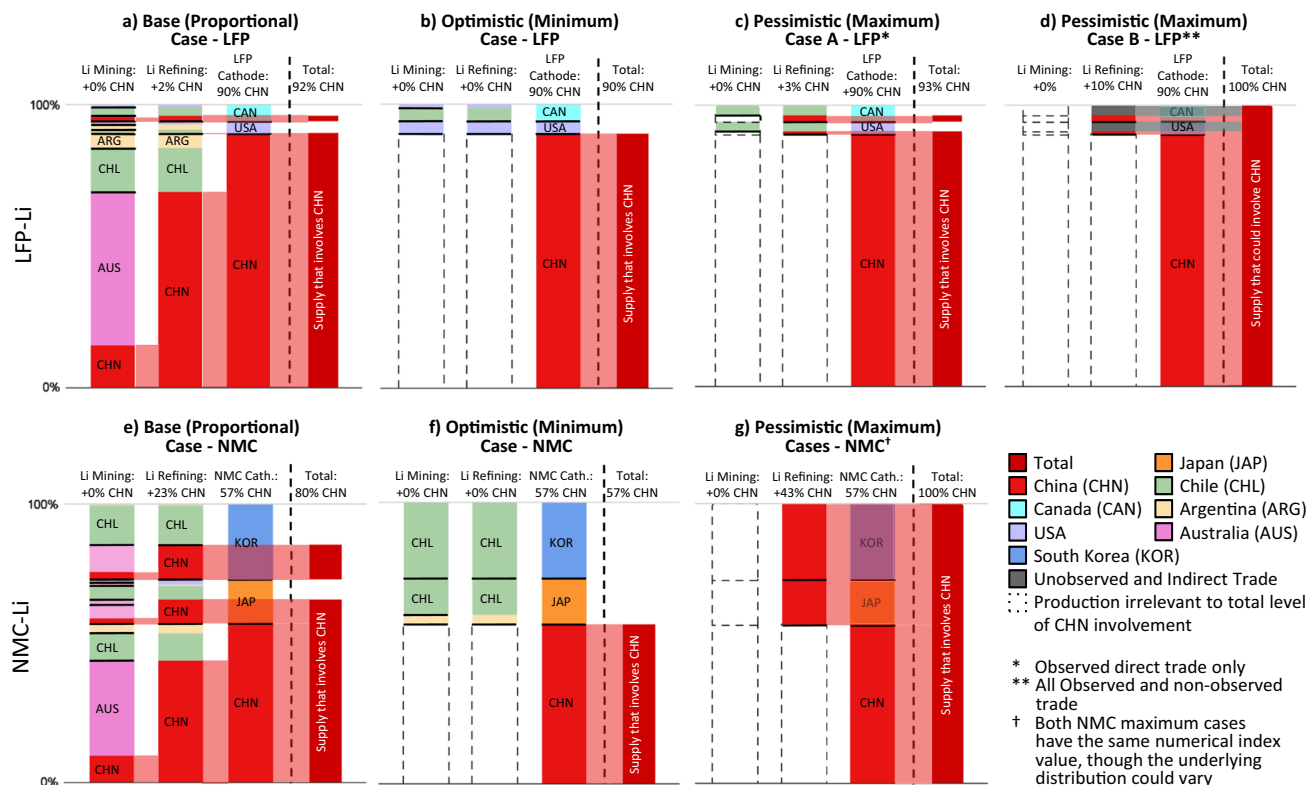 a) Base (Proportional)
Case - LFP
Li Mining:
+0% CHN
Li Refining:
+2% CHN
LFP
Cathode:
90% CHN
Total:
92% CHN
100%
0%
LFP-Li
ARG
CHL
AUS
CHN
ARG
CHL
CHN
CAN
USA
CHN
Supply that involves CHN
b) Optimistic (Minimum)
Case - LFP
Li Mining:
+0% CHN
Li Refining:
+0% CHN
LFP
Cathode:
90% CHN
Total:
90% CHN
CAN
USA
CHN
Supply that involves CHN
c) Pessimistic (Maximum)
Case A - LFP*
Li Mining:
+0% CHN
Li Refining:
+3% CHN
LFP
Cathode:
+90% CHN
Total:
93% CHN
CAN
USA
CHN
Supply that involves CHN
d) Pessimistic (Maximum)
Case B - LFP**
Li Mining:
+0%
Li Refining:
+10% CHN
LFP
Cathode:
90% CHN
Total:
100% CHN
CAN
USA
CHN
Supply that could involve CHN
e) Base (Proportional)
Case - NMC
Li Mining:
+0% CHN
Li Refining:
+23% CHN
NMC Cath.:
57% CHN
Total:
80% CHN
100%
0%
NMC-Li
CHL
CHL
AUS
CHN
CHL
CHN
CHN
CHN
KOR
JAP
CHN
Supply that involves CHN
f) Optimistic (Minimum)
Case - NMC
Li Mining:
+0% CHN
Li Refining:
+0% CHN
NMC Cath.:
57% CHN
Total:
57% CHN
CHL
CHL
CHL
CHL
KOR
JAP
CHN
Supply that involves CHN
g) Pessimistic (Maximum)
Cases - NMC†
Li Mining:
+0% CHN
Li Refining:
+43% CHN
NMC Cath.:
57% CHN
Total:
100% CHN
KOR
JAP
CHN
Supply that involves CHN
Total
China (CHN)
Canada (CAN)
USA
South Korea (KOR)
Japan (JAP)
Chile (CHL)
Argentina (ARG)
Australia (AUS)
Unobserved and Indirect Trade
Production irrelevant to total level
of CHN involvement
* Observed direct trade only
** All Observed and non-observed
trade
† Both NMC maximum cases
have the same numerical index
value, though the underlying
distribution could vary